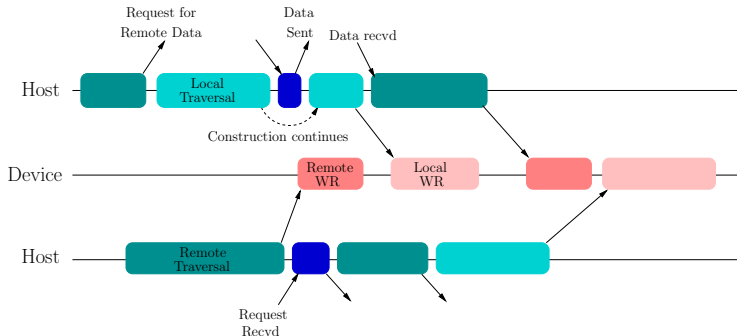 Request for
Remote Data
Data
Sent
Data recvd
Host
Local
Traversal
Construction continues
Device
Remote
WR
Local
WR
Host
Remote
Traversal
Request
Recvd